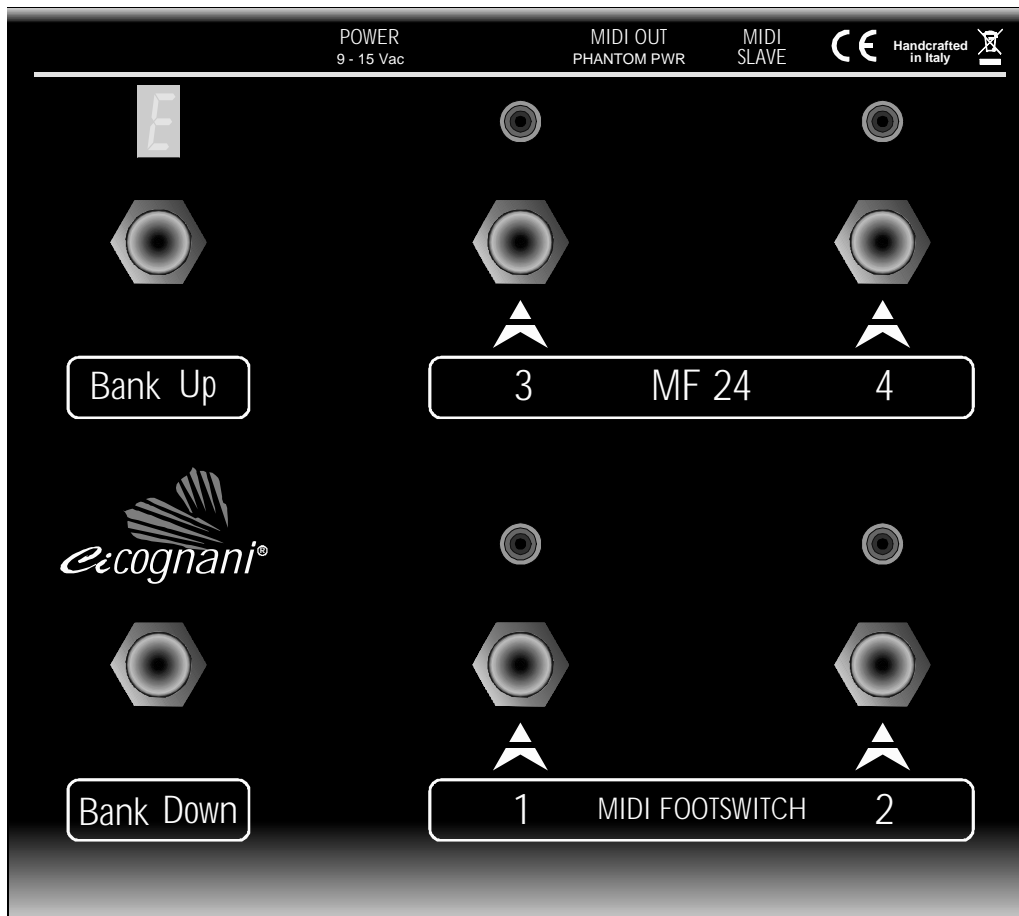 POWER MIDI OUT MIDI
9 - 15 Vac PHANTOM PWR SLAVE CE Handcrafted
in Italy
E
Bank Up 3 MF 24 4
Cicognani®
Bank Down 1 MIDI FOOTSWITCH 2